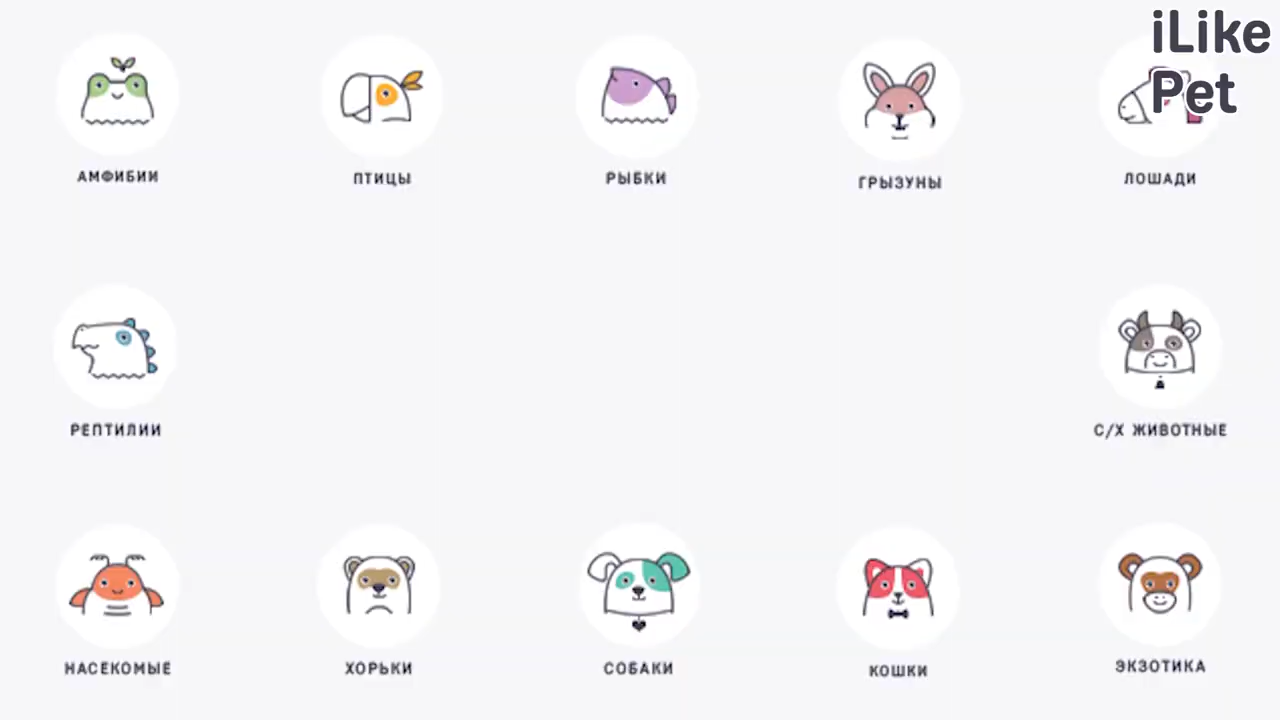 iLike
Pet
АМФИБИИ
ПТИЦЫ
РЫБКИ
ГРЫЗУНЫ
ЛОШАДИ
РЕПТИЛИИ
С/Х ЖИВОТНЫЕ
НАСЕКОМЫЕ
ХОРЬКИ
СОБАКИ
КОШКИ
ЭКЗОТИКА